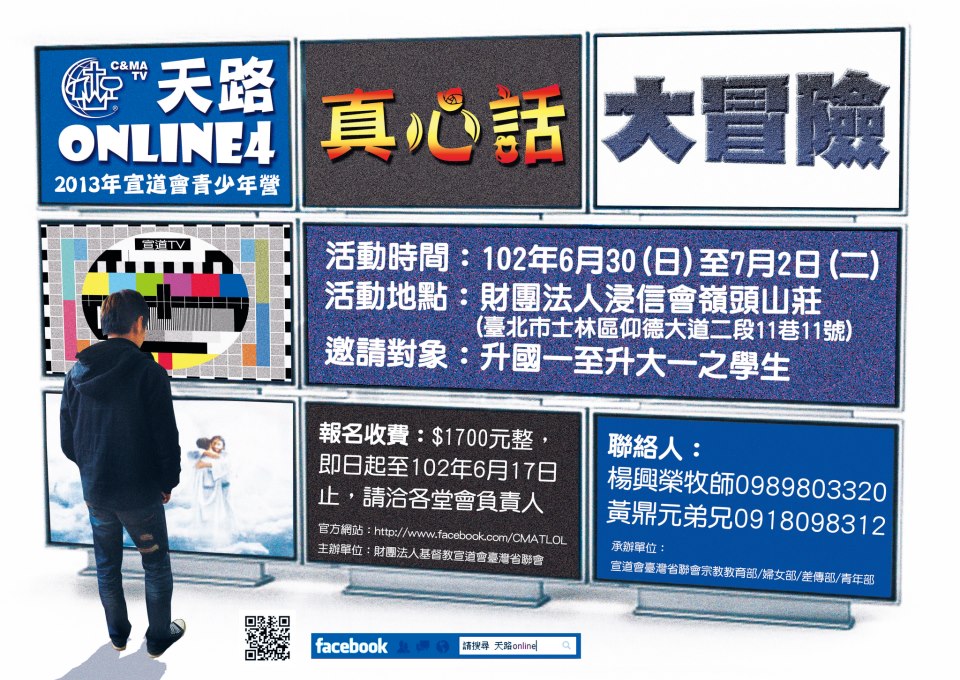 C&MA
TV
®
天路
ONLINE4
2013年宣道會青少年營
真心話
大冒險
宣道TV
活動時間：102年6月30(日)至7月2日(二)
活動地點：財團法人浸信會嶺頭山莊
(臺北市士林區仰德大道二段11巷11號)
邀請對象：升國一至升大一之學生
報名收費：$1700元整，
即日起至102年6月17日
止，請洽各堂會負責人
官方網站：http://www.facebook.com/CMATLOL
主辦單位：財團法人基督教宣道會臺灣省聯會
聯絡人：
楊興榮牧師0989803320
黃鼎元弟兄0918098312
承辦單位：
宣道會臺灣省聯會宗教教育部/婦女部/差傳部/青年部
facebook
請搜尋 天路online